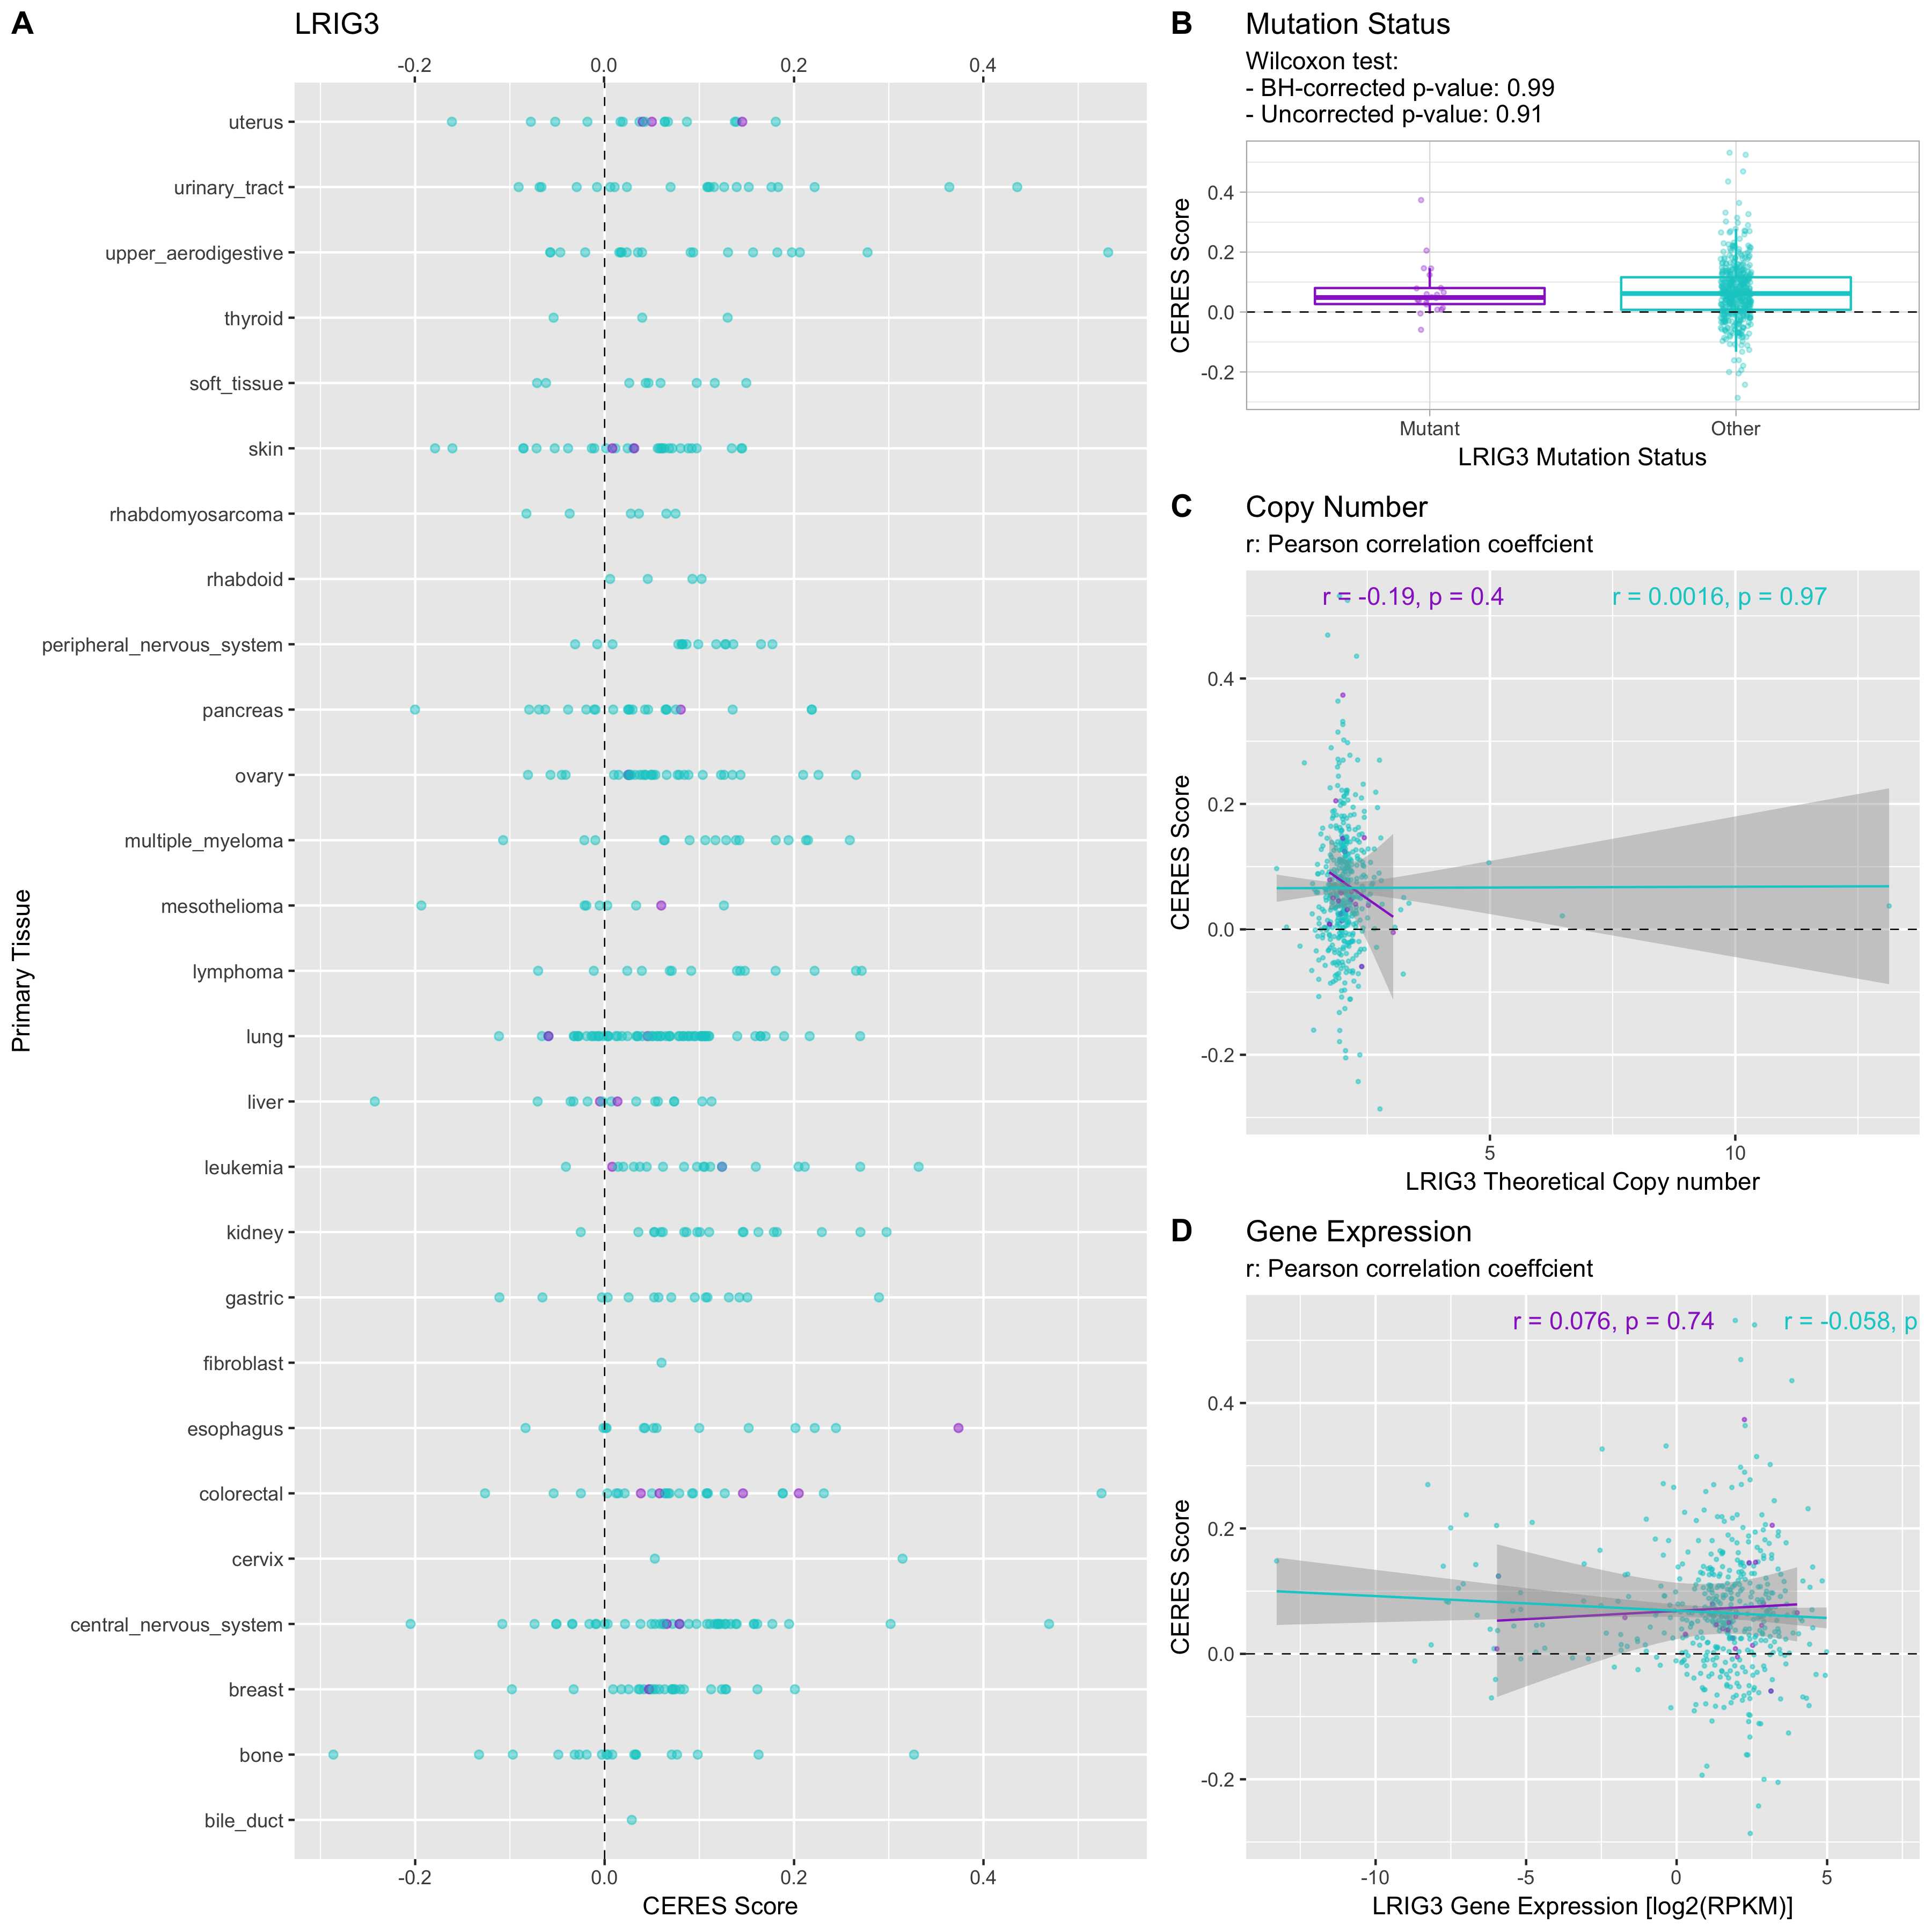 A
LRIG3
-0.2 0.0 0.2 0.4
Primary Tissue
uterus
urinary_tract
upper_aerodigestive
thyroid
soft_tissue
skin
rhabdomyosarcoma
rhabdoid
peripheral_nervous_system
pancreas
ovary
multiple_myeloma
mesothelioma
lymphoma
lung
liver
leukemia
kidney
gastric
fibroblast
esophagus
colorectal
cervix
central_nervous_system
breast
bone
bile_duct
-0.2 0.0 0.2 0.4
CERES Score
B
Mutation Status
Wilcoxon test:
- BH-corrected p-value: 0.99
- Uncorrected p-value: 0.91
CERES Score
0.4
0.2
0.0
-0.2
Mutant Other
LRIG3 Mutation Status
C
Copy Number
r: Pearson correlation coeffcient
r = -0.19, p = 0.4
r = 0.0016, p = 0.97
CERES Score
0.4
0.2
0.0
-0.2
5 10
LRIG3 Theoretical Copy number
D
Gene Expression
r: Pearson correlation coeffcient
r = 0.076, p = 0.74
r = -0.058, p
CERES Score
0.4
0.2
0.0
-0.2
-10 -5 0 5
LRIG3 Gene Expression [log2(RPKM)]